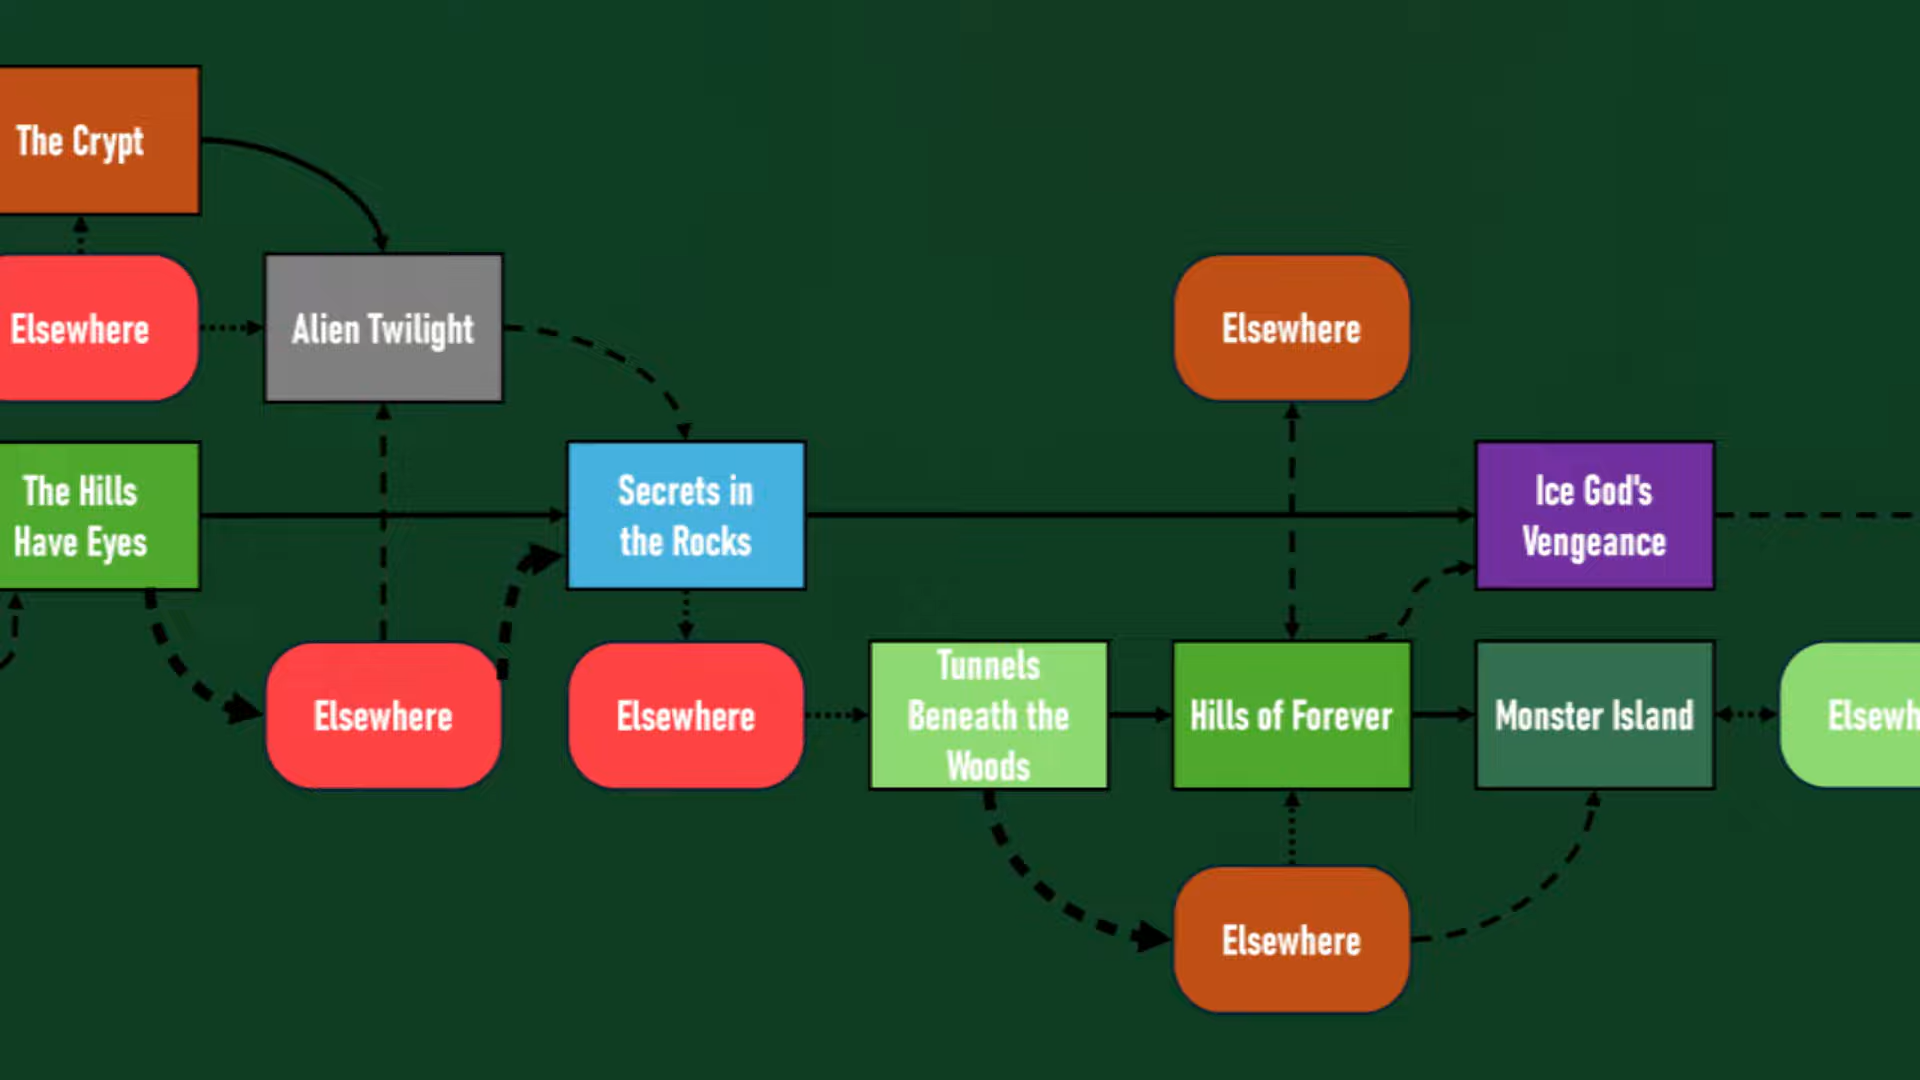 The Crypt
Elsewhere
Alien Twilight
Elsewhere
The Hills
Have Eyes
Secrets in
the Rocks
Ice God's
Vengeance
Elsewhere
Elsewhere
Tunnels
Beneath the
Woods
Hills of Forever
Monster Island
Elsewh
Elsewhere